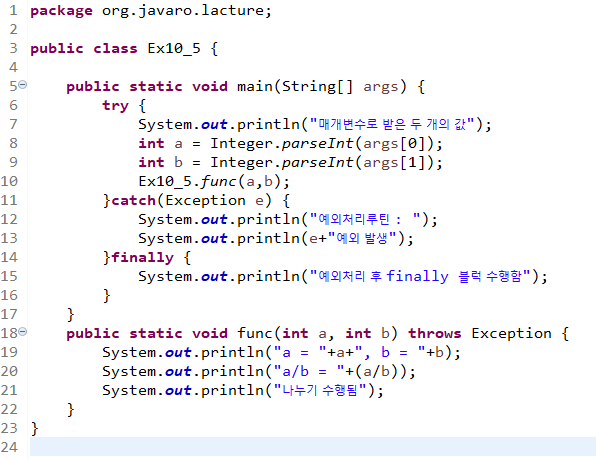 1 package org.javaro.lacture;
2
3 public class Ex10_5 {
4
5     public static void main(String[] args) {
6         try {
7             System.out.println("매개변수로 받은 두 개의 값");
8             int a = Integer.parseInt(args[0]);
9             int b = Integer.parseInt(args[1]);
10             Ex10_5.func(a,b);
11         }catch(Exception e) {
12             System.out.println("예외처리루틴 : ");
13             System.out.println(e+"예외 발생");
14         }finally {
15             System.out.println("예외처리 후 finally 블럭 수행함");
16         }
17     }
18     public static void func(int a, int b) throws Exception {
19         System.out.println("a = "+a+", b = "+b);
20         System.out.println("a/b = "+(a/b));
21         System.out.println("나누기 수행됨");
22     }
23 }
24